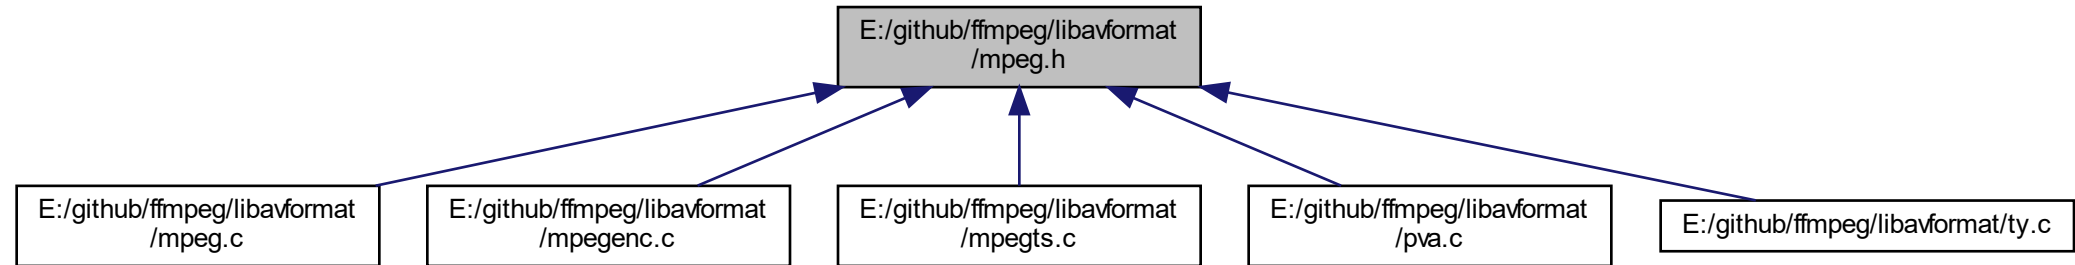 E:/github/ffmpeg/libavformat
/mpeg.h
E:/github/ffmpeg/libavformat
/mpeg.c
E:/github/ffmpeg/libavformat
/mpegenc.c
E:/github/ffmpeg/libavformat
/mpegts.c
E:/github/ffmpeg/libavformat
/pva.c
E:/github/ffmpeg/libavformat/ty.c